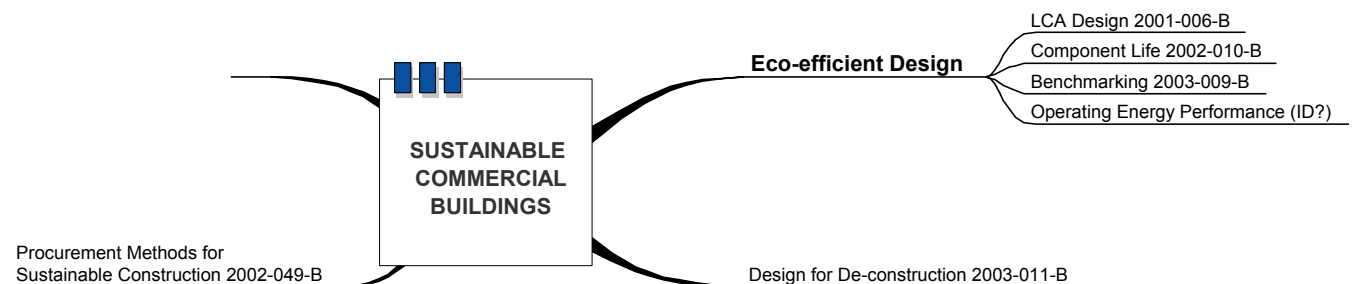 LCA Design 2001-006-B
Component Life 2002-010-B
Eco-efficient Design
Benchmarking 2003-009-B
Operating Energy Performance (ID?)
SUSTAINABLE
COMMERCIAL
BUILDINGS
Procurement Methods for
Sustainable Construction 2002-049-B
Design for De-construction 2003-011-B